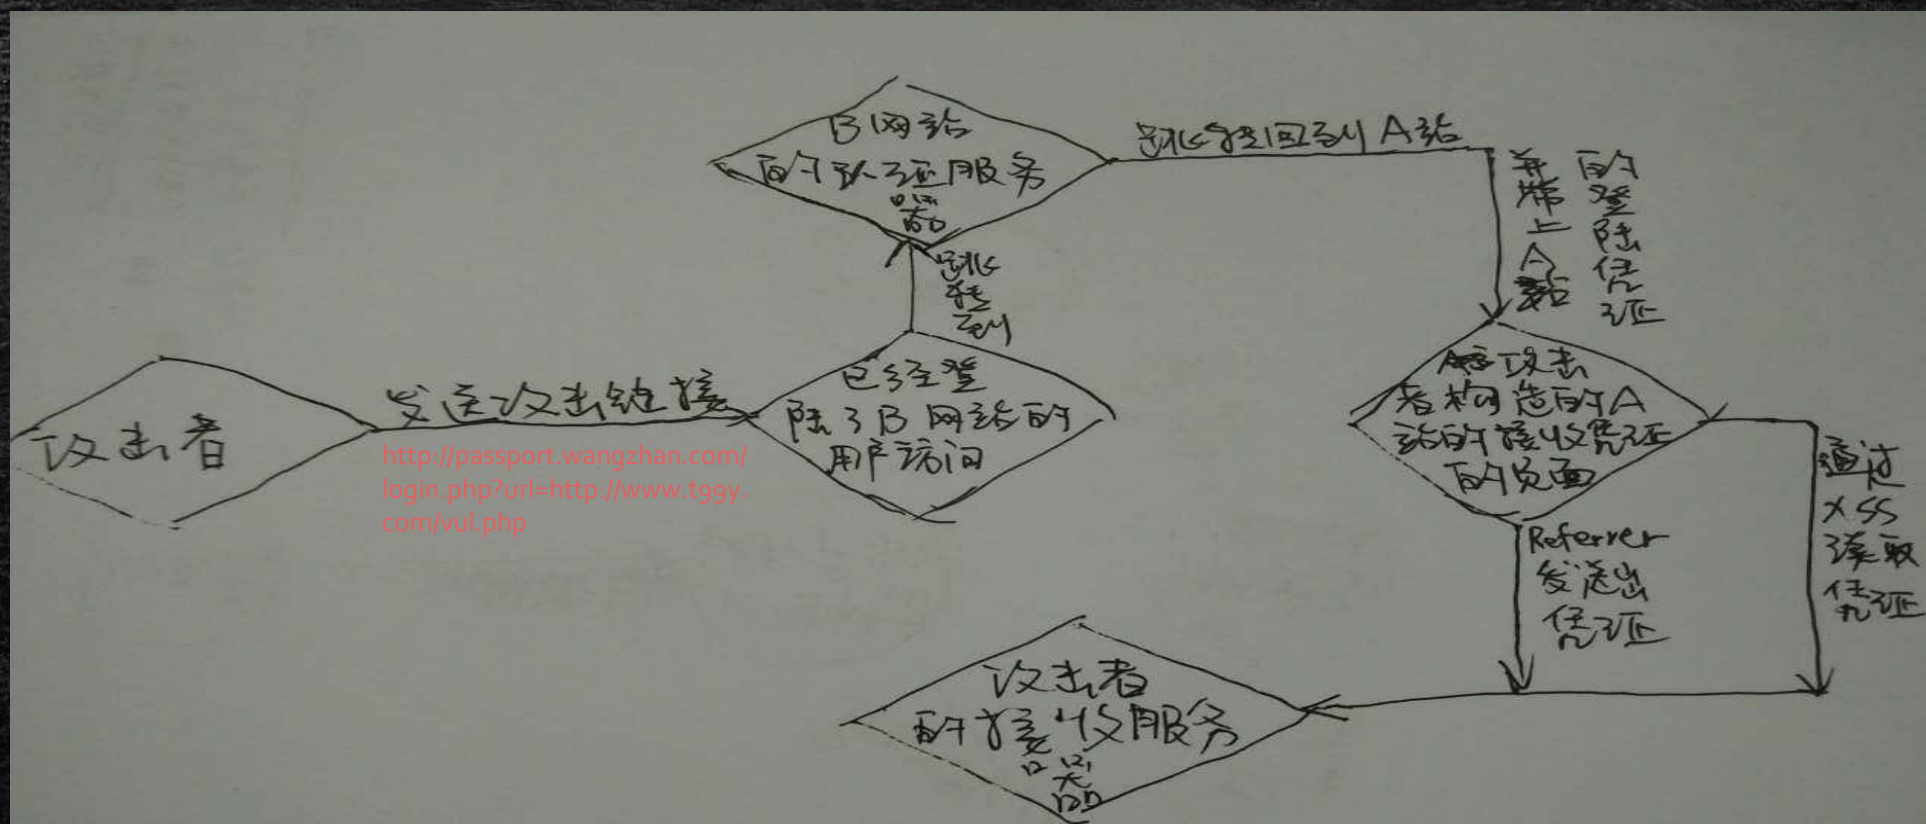 B网站
的认证服务
器
跳转回到A站
并带上A站
的登陆凭证
跳转到
攻击者
发送攻击链接
http://passport.wangzhan.com/
login.php?url=http://www.tggy.
com/vul.php
已经登
陆了B网站的
用户访问
攻击
者构造的A
站的接收凭证
的页面
Referrer
发送出
凭证
通过
XSS
读取
凭证
攻击者
的接收服务
器